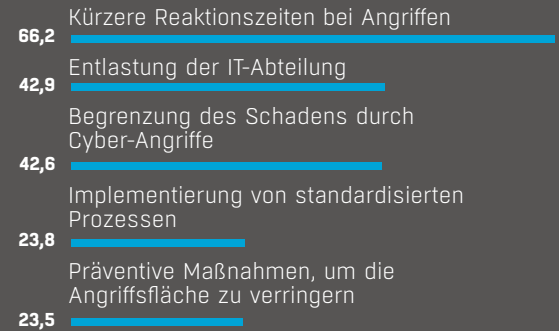 Kürzere Reaktionszeiten bei Angriffen
66,2
Entlastung der IT-Abteilung
42,9
Begrenzung des Schadens durch
Cyber-Angriffe
42,6
Implementierung von standardisierten
Prozessen
23,8
Präventive Maßnahmen, um die
Angriffsfläche zu verringern
23,5